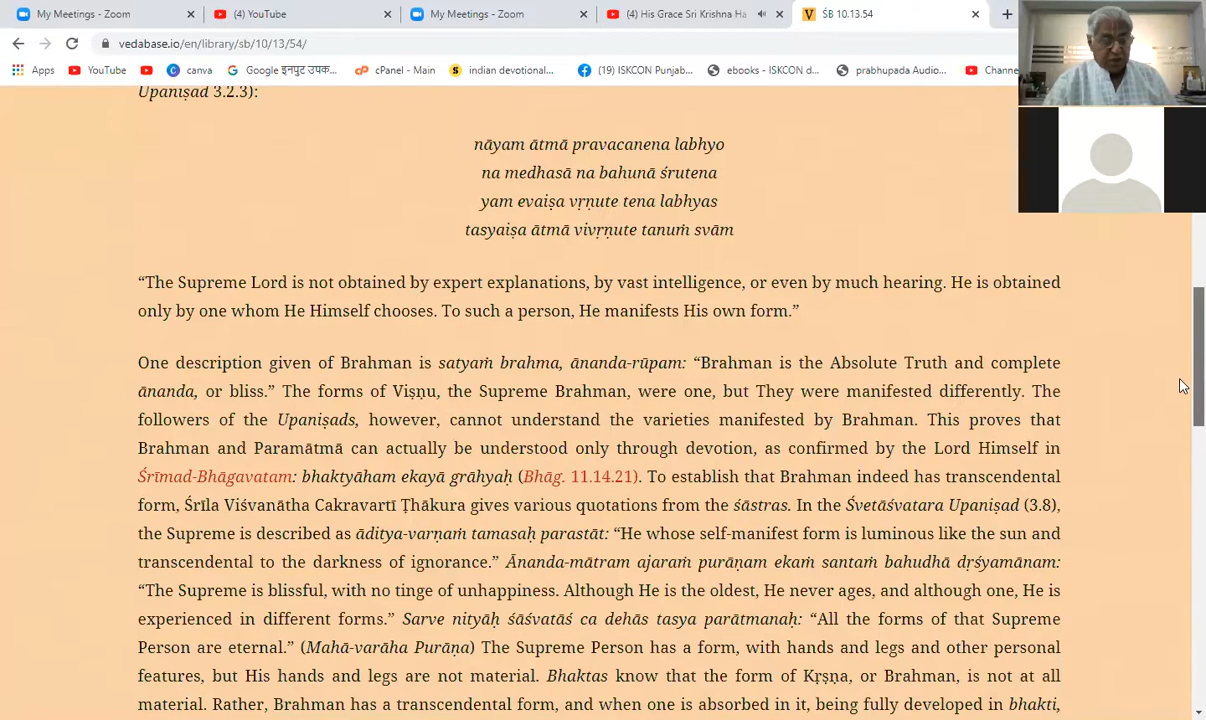 My Meetings - Zoom
(4) YouTube
My Meetings - Zoom
(4) His Grace Sri Krishna Ha
ŚB 10.13.54
vedabase.io/en/library/sb/10/13/54/
Apps
YouTube
canva
Google इनपुट उपक...
cPanel - Main
indian devotional...
(19) ISKCON Punjab...
ebooks - ISKCON d...
prabhupada Audio...
Chann
Upaniṣad 3.2.3):
nāyam ātmā pravacanena labhyo
na medhasā na bahunā śrutena
yam evaiṣa vṛṇute tena labhyas
tasyaiṣa ātmā vivṛṇute tanuṁ svām
“The Supreme Lord is not obtained by expert explanations, by vast intelligence, or even by much hearing. He is obtained
only by one whom He Himself chooses. To such a person, He manifests His own form.”
One description given of Brahman is satyaṁ brahma, ānanda-rūpam: “Brahman is the Absolute Truth and complete
ānanda, or bliss.” The forms of Viṣṇu, the Supreme Brahman, were one, but They were manifested differently. The
followers of the Upaniṣads, however, cannot understand the varieties manifested by Brahman. This proves that
Brahman and Paramātmā can actually be understood only through devotion, as confirmed by the Lord Himself in
Śrīmad-Bhāgavatam: bhaktyāham ekayā grāhyaḥ (Bhāg. 11.14.21). To establish that Brahman indeed has transcendental
form, Śrīla Viśvanātha Cakravartī Ṭhākura gives various quotations from the śāstras. In the Śvetāśvatara Upaniṣad (3.8),
the Supreme is described as āditya-varṇaṁ tamasaḥ parastāt: “He whose self-manifest form is luminous like the sun and
transcendental to the darkness of ignorance.” Ānanda-mātram ajaraṁ purāṇam ekaṁ santaṁ bahudhā dṛśyamānam:
“The Supreme is blissful, with no tinge of unhappiness. Although He is the oldest, He never ages, and although one, He is
experienced in different forms.” Sarve nityāḥ śāśvatāś ca dehās tasya parātmanaḥ: “All the forms of that Supreme
Person are eternal.” (Mahā-varāha Purāṇa) The Supreme Person has a form, with hands and legs and other personal
features, but His hands and legs are not material. Bhaktas know that the form of Kṛṣṇa, or Brahman, is not at all
material. Rather, Brahman has a transcendental form, and when one is absorbed in it, being fully developed in bhakti,